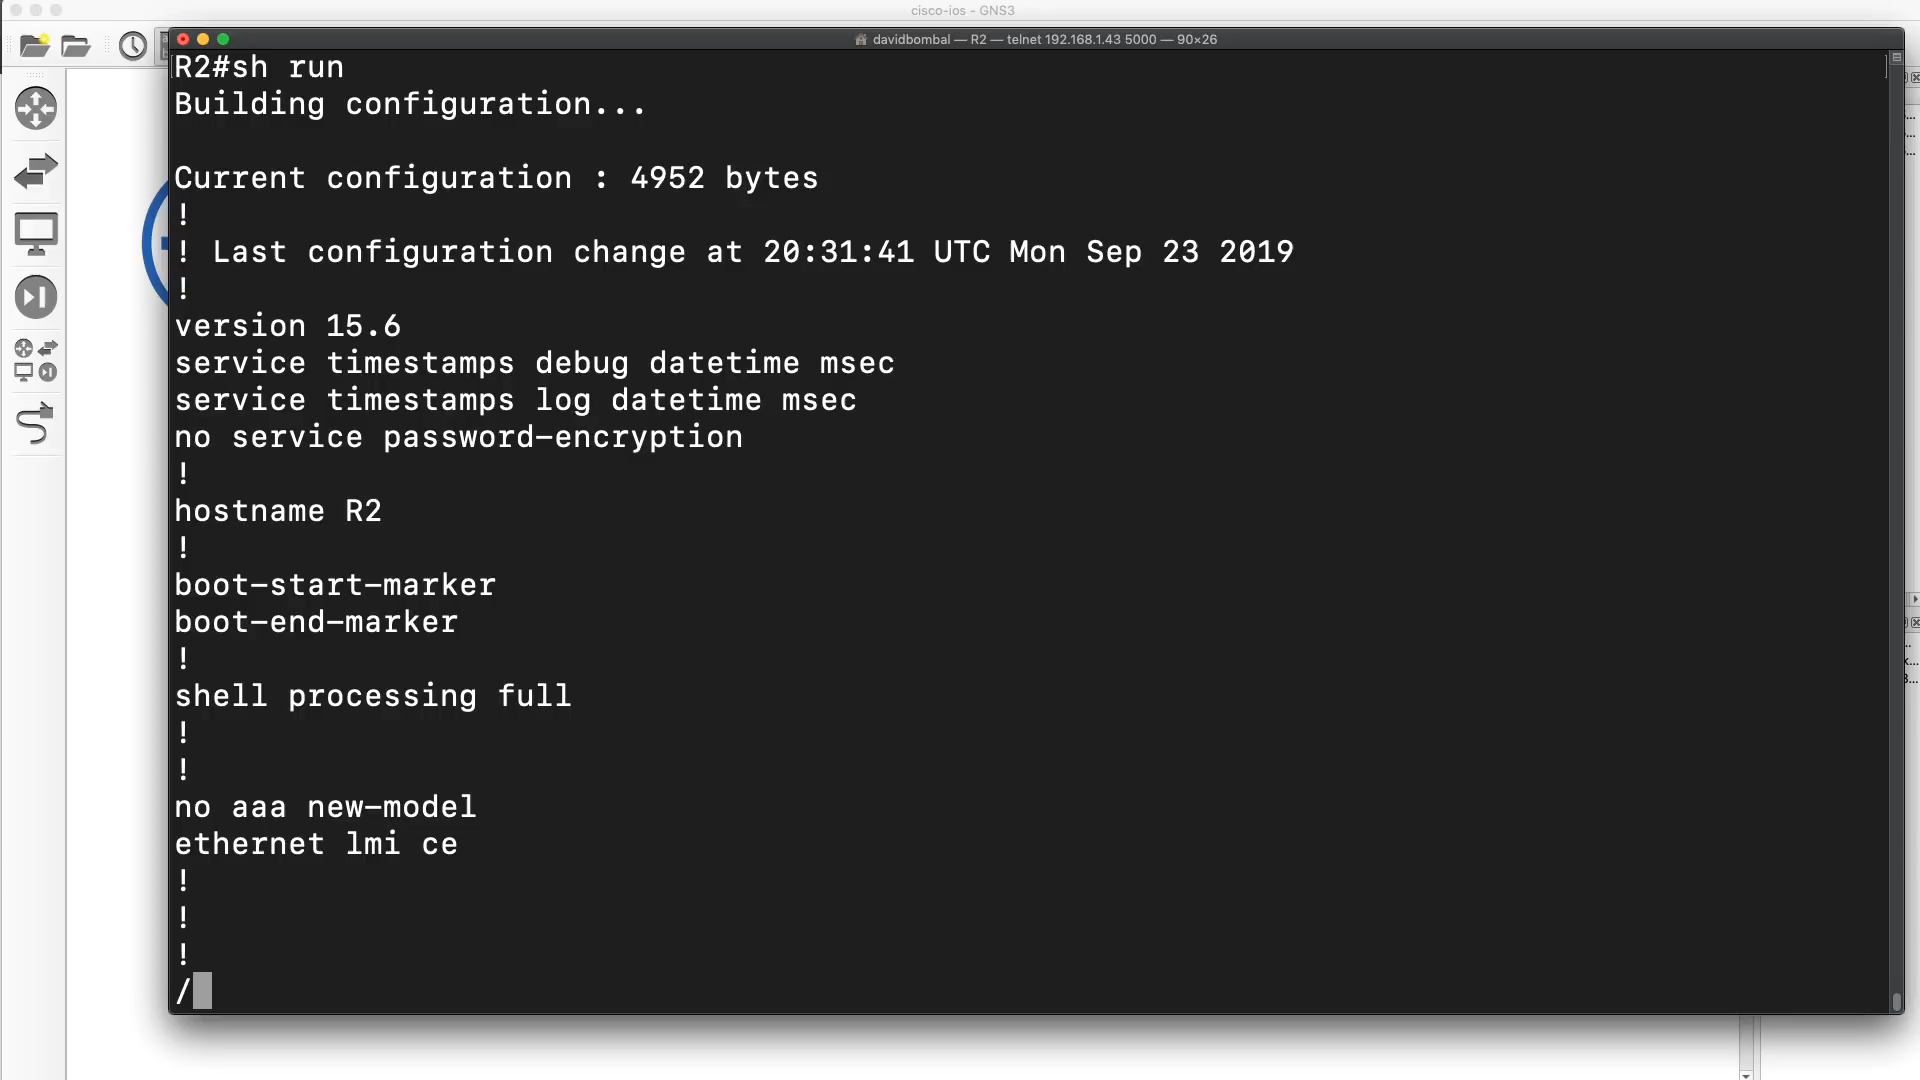 cisco-ios - GNS3
davidbombal — R2 — telnet 192.168.1.43 5000 — 90×26
R2#sh run
Building configuration...
Current configuration : 4952 bytes
!
! Last configuration change at 20:31:41 UTC Mon Sep 23 2019
!
version 15.6
service timestamps debug datetime msec
service timestamps log datetime msec
no service password-encryption
!
hostname R2
!
boot-start-marker
boot-end-marker
!
shell processing full
!
!
no aaa new-model
ethernet lmi ce
!
!
!
/